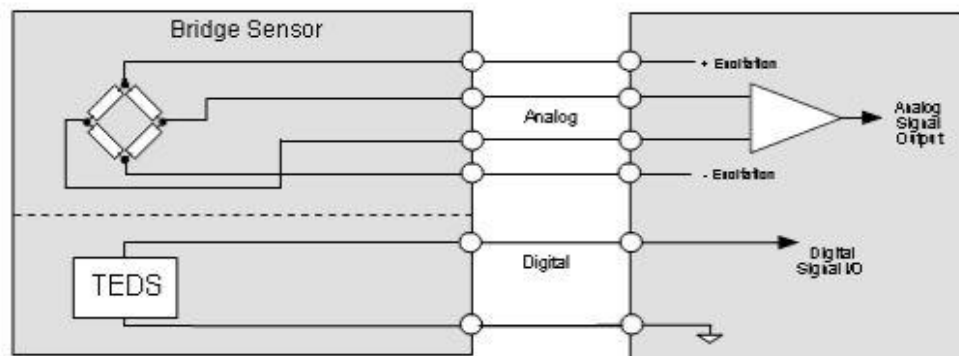 Bridge Sensor
+ Excitation
Analog
Analog
Signal
Output
- Excitation
Digital
Digital
Signal I/O
TEDS